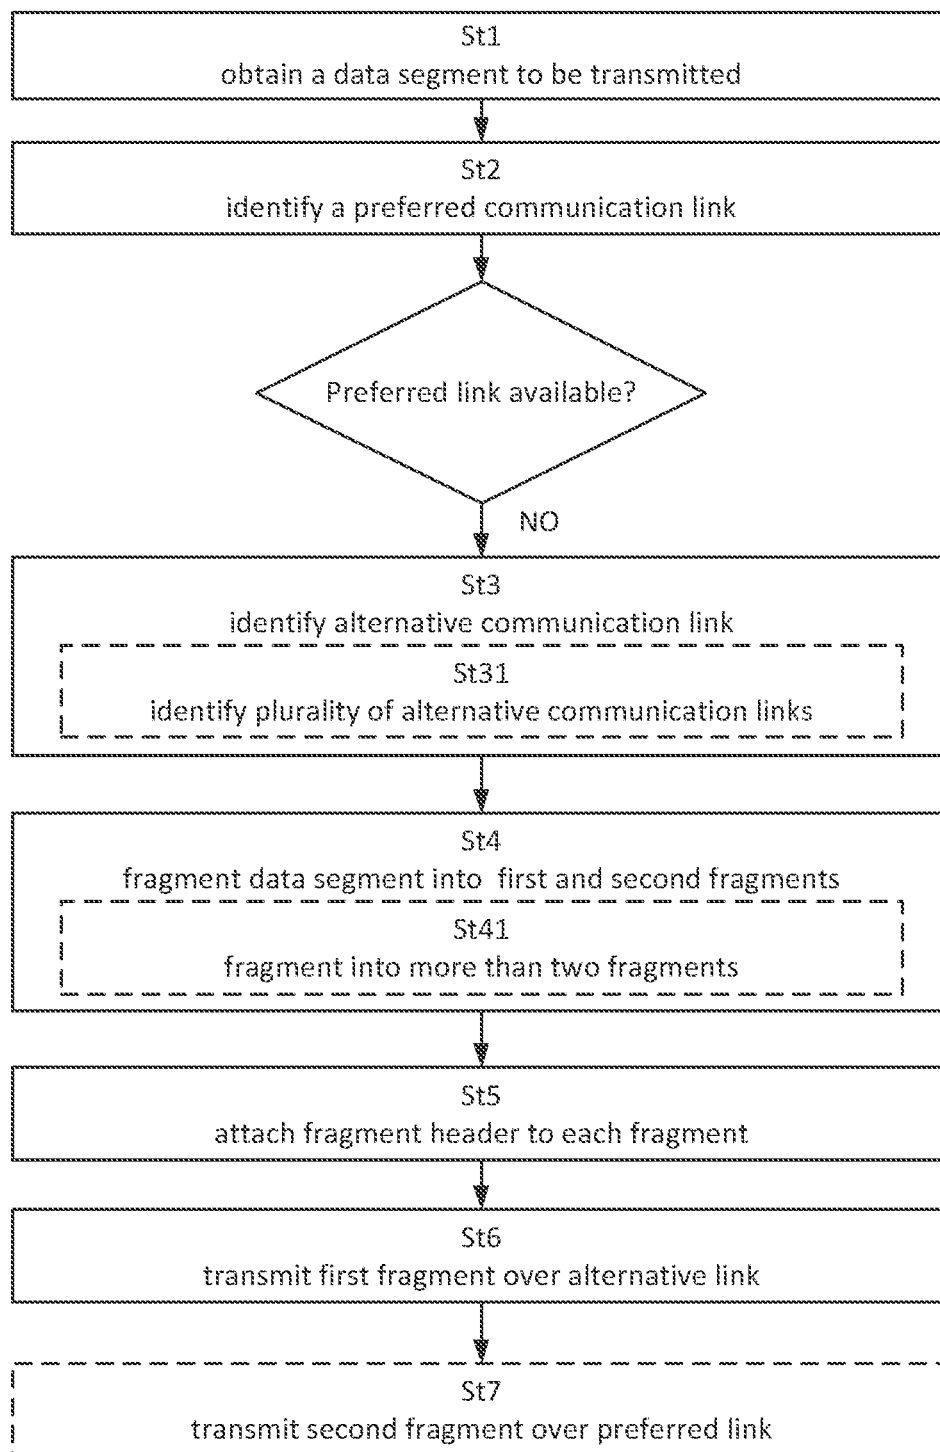 St1
obtain a data segment to be transmitted
St2
identify a preferred communication link
Preferred link available?
NO
St3
identify alternative communication link
St31
identify plurality of alternative communication links
St4
fragment data segment into first and second fragments
St41
fragment into more than two fragments
St5
attach fragment header to each fragment
St6
transmit first fragment over alternative link
St7
transmit second fragment over preferred link